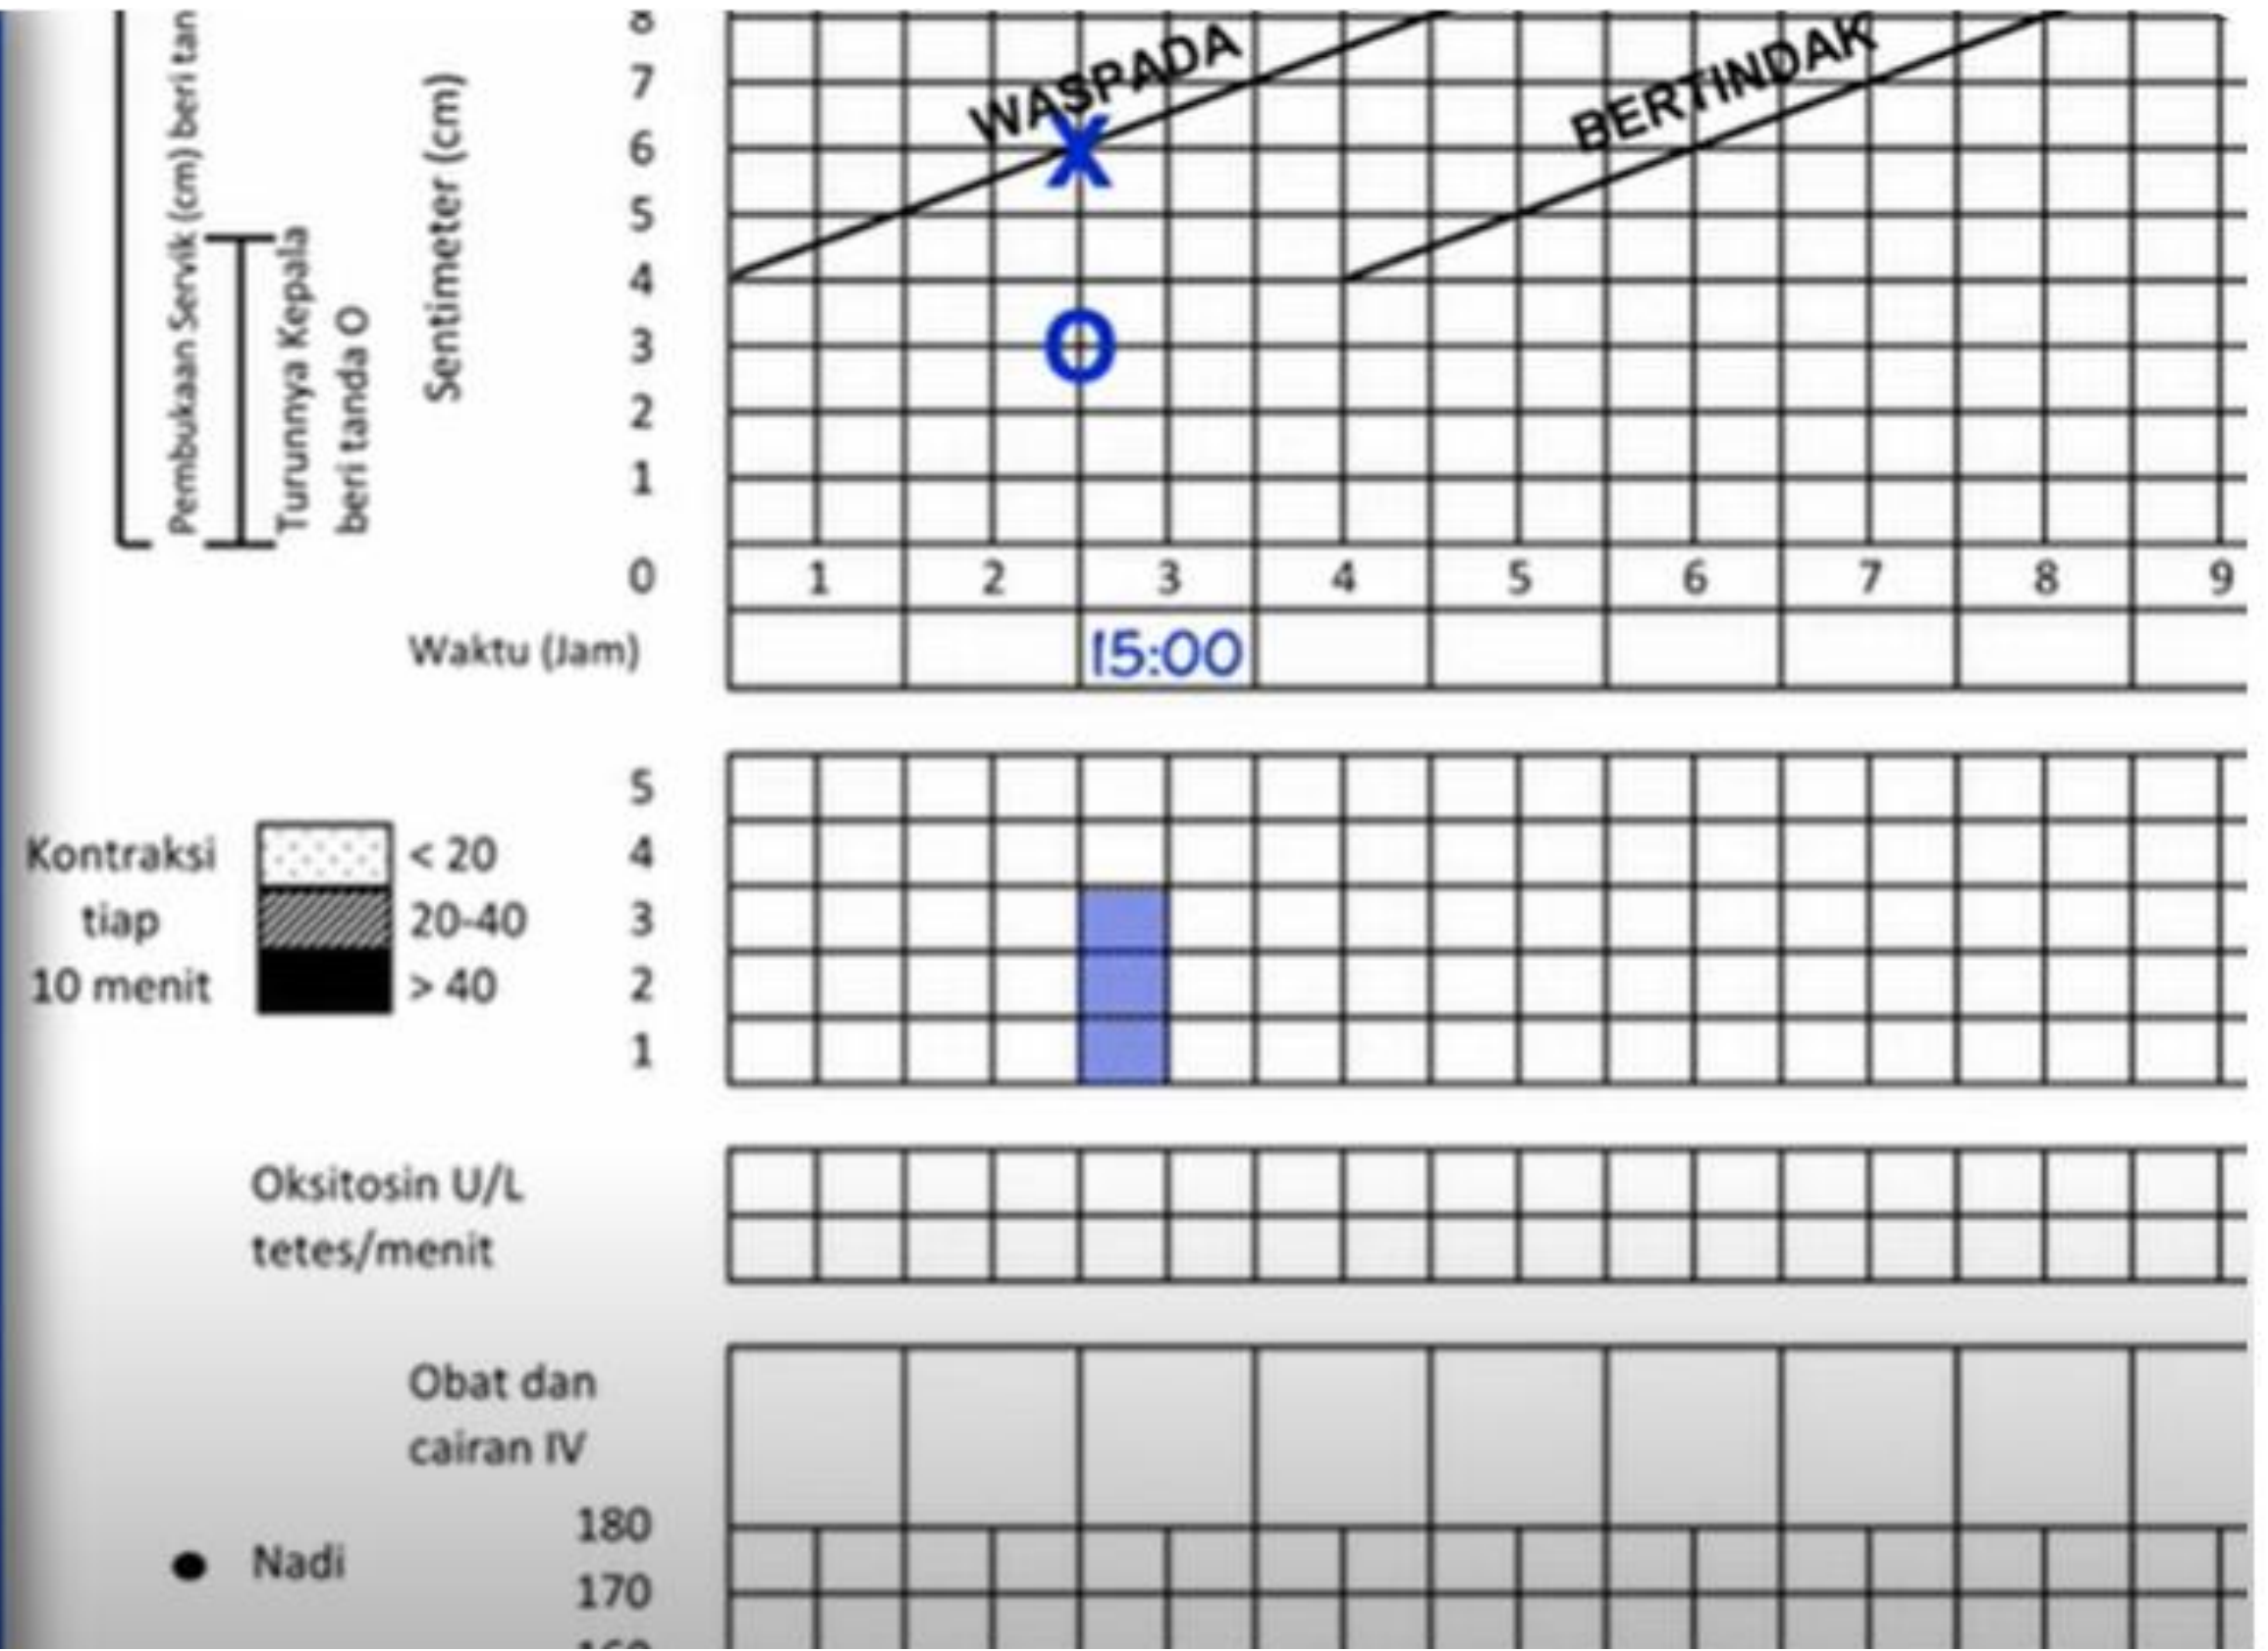 8
7
6
5
4
3
2
1
0
Pembukaan Servik (cm) beri tan
Turunnya Kepala
beri tanda O
Sentimeter (cm)
WASPADA
BERTINDAK
X
O
1 2 3 4 5 6 7 8 9
Waktu (Jam)
15:00
Kontraksi
tiap
10 menit
< 20
20-40
> 40
5
4
3
2
1
Oksitosin U/L
tetes/menit
Obat dan
cairan IV
180
170
• Nadi